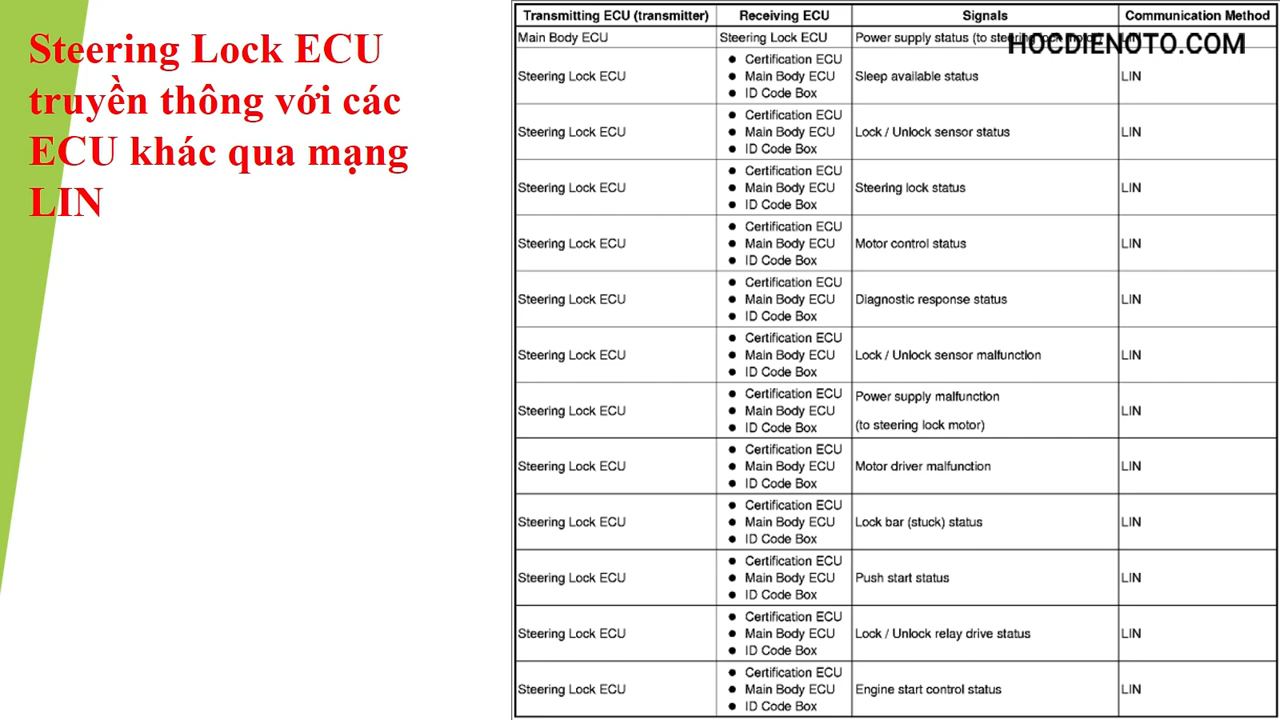 Steering Lock ECU
truyền thông với các
ECU khác qua mạng
LIN
Transmitting ECU (transmitter) Receiving ECU Signals Communication Method
Main Body ECU Steering Lock ECU Power supply status (to steering lock motor) LIN
HOCDIENOTO.COM
● Certification ECU
Steering Lock ECU ● Main Body ECU Sleep available status LIN
● ID Code Box
● Certification ECU
Steering Lock ECU ● Main Body ECU Lock / Unlock sensor status LIN
● ID Code Box
● Certification ECU
Steering Lock ECU ● Main Body ECU Steering lock status LIN
● ID Code Box
● Certification ECU
Steering Lock ECU ● Main Body ECU Motor control status LIN
● ID Code Box
● Certification ECU
Steering Lock ECU ● Main Body ECU Diagnostic response status LIN
● ID Code Box
● Certification ECU
Steering Lock ECU ● Main Body ECU Lock / Unlock sensor malfunction LIN
● ID Code Box
● Certification ECU Power supply malfunction
Steering Lock ECU ● Main Body ECU LIN
● ID Code Box (to steering lock motor)
● Certification ECU
Steering Lock ECU ● Main Body ECU Motor driver malfunction LIN
● ID Code Box
● Certification ECU
Steering Lock ECU ● Main Body ECU Lock bar (stuck) status LIN
● ID Code Box
● Certification ECU
Steering Lock ECU ● Main Body ECU Push start status LIN
● ID Code Box
● Certification ECU
Steering Lock ECU ● Main Body ECU Lock / Unlock relay drive status LIN
● ID Code Box
● Certification ECU
Steering Lock ECU ● Main Body ECU Engine start control status LIN
● ID Code Box